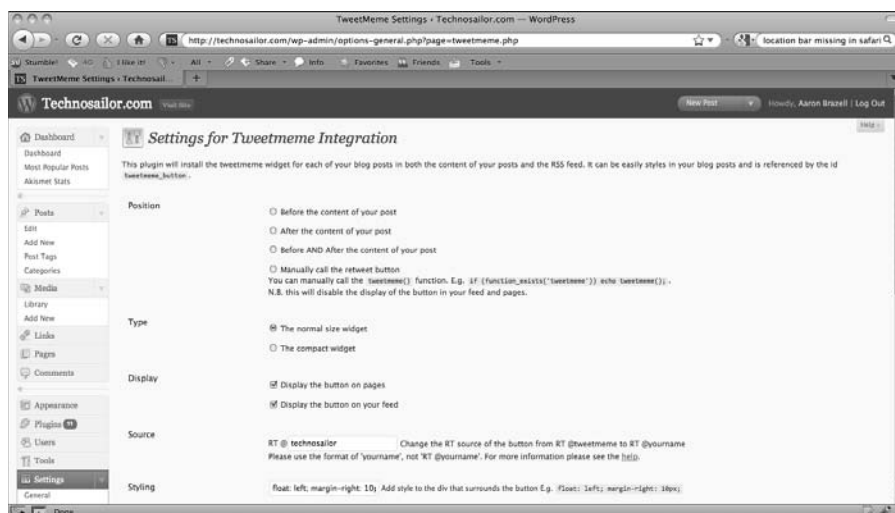 TweetMeme Settings ‹ Technosailor.com — WordPress
TS http://technosailor.com/wp-admin/options-general.php?page=tweetmeme.php
location bar missing in safari
Stumble! I like it! All Share Info Favorites Friends Tools
TS TweetMeme Settings ‹ Technosail... +
Technosailor.com Visit Site New Post Howdy, Aaron Brazell | Log Out
Help
Dashboard
Dashboard
Most Popular Posts
Akismet Stats
Posts
Edit
Add New
Post Tags
Categories
Media
Library
Add New
Links
Pages
Comments
Appearance
Plugins 11
Users
Tools
Settings
General
Settings for Tweetmeme Integration
This plugin will install the tweetmeme widget for each of your blog posts in both the content of your posts and the RSS feed. It can be easily styles in your blog posts and is referenced by the id
tweetmeme_button.
Position
Before the content of your post
After the content of your post
Before AND After the content of your post
Manually call the retweet button
You can manually call the tweetmeme() function. E.g. if (function_exists('tweetmeme')) echo tweetmeme();.
N.B. this will disable the display of the button in your feed and pages.
Type
The normal size widget
The compact widget
Display
Display the button on pages
Display the button on your feed
Source
RT @ technosailor Change the RT source of the button from RT @tweetmeme to RT @yourname
Please use the format of 'yourname', not 'RT @yourname'. For more information please see the help.
Styling
float: left; margin-right: 10p Add style to the div that surrounds the button E.g. float: left; margin-right: 10px;
Done